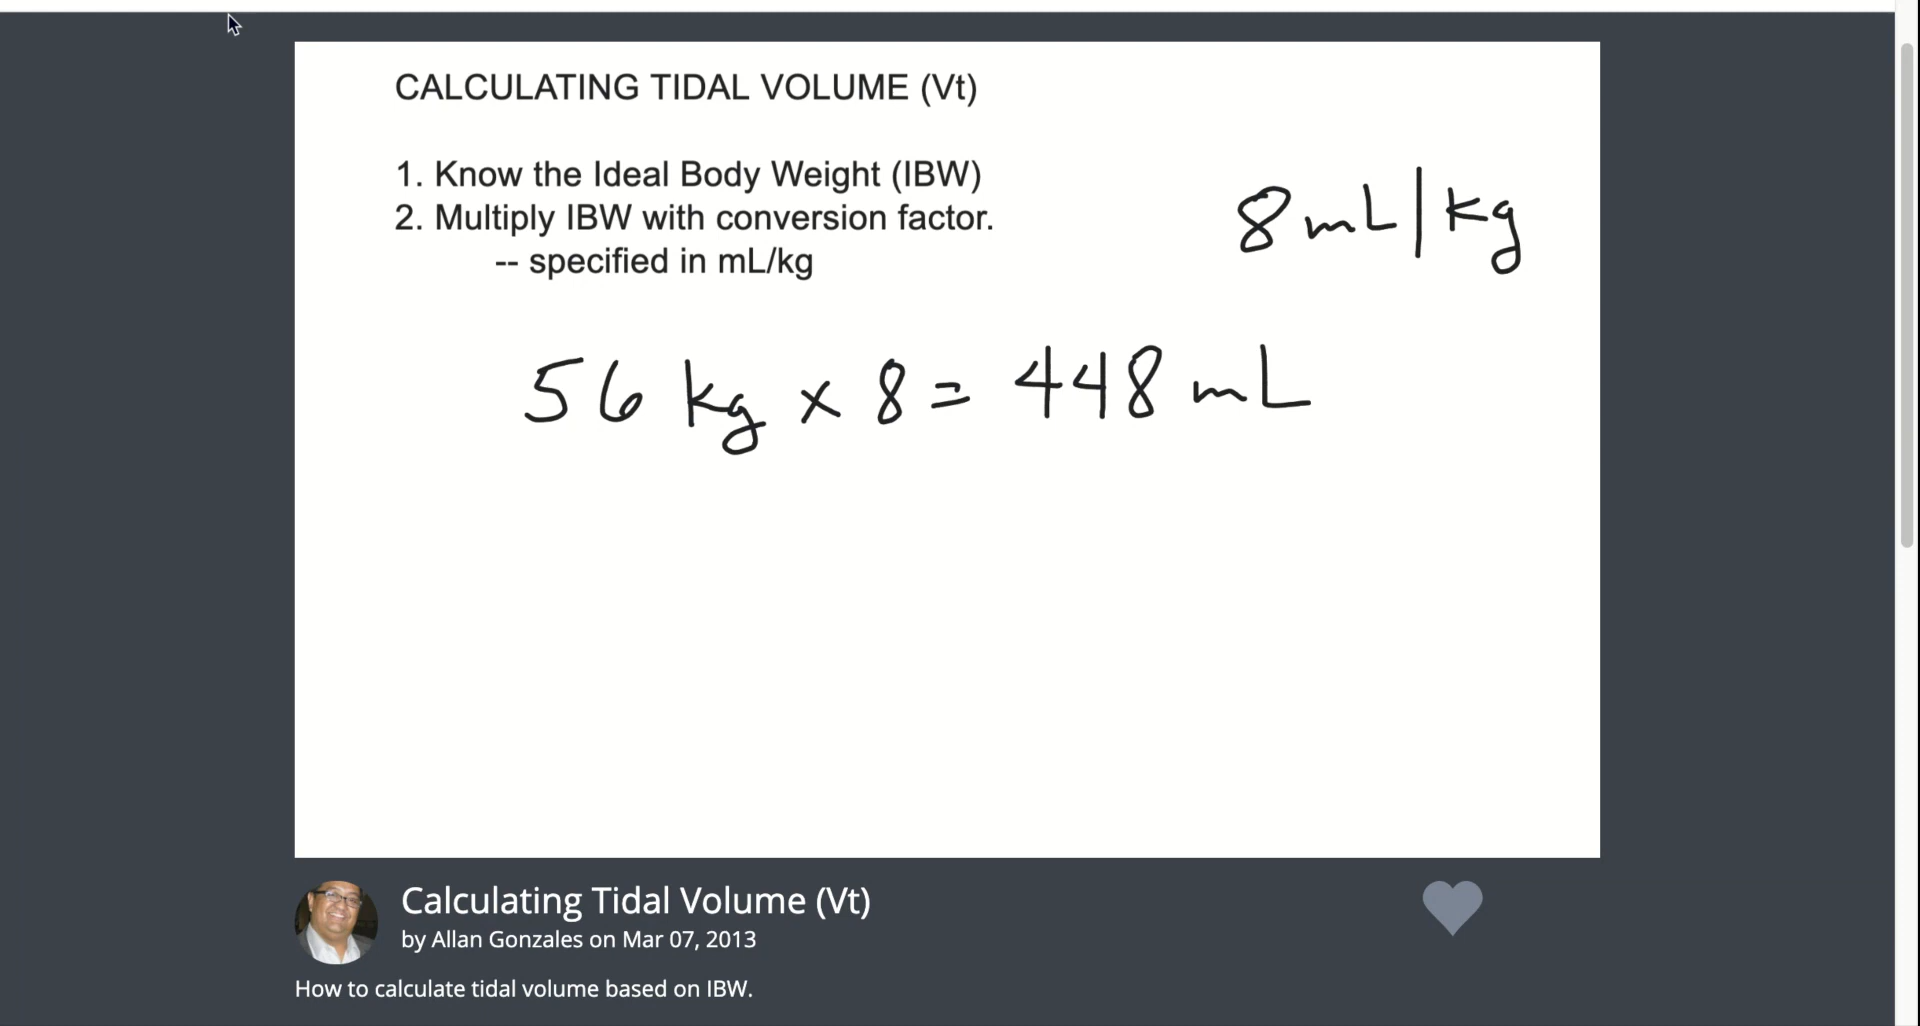 CALCULATING TIDAL VOLUME (Vt)
1. Know the Ideal Body Weight (IBW)
2. Multiply IBW with conversion factor.
-- specified in mL/kg
8 mL/kg
56 kg x 8 = 448 mL
Calculating Tidal Volume (Vt)
by Allan Gonzales on Mar 07, 2013
How to calculate tidal volume based on IBW.